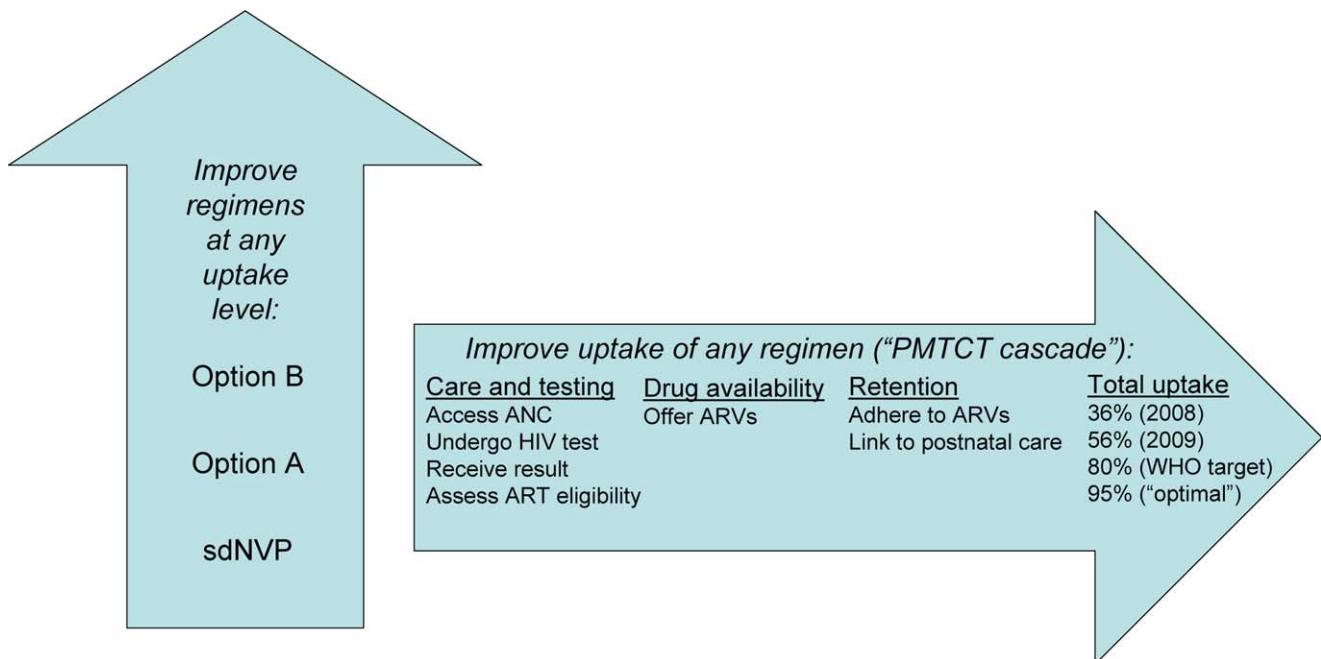 Improve
regimens
at any
uptake
level:
Option B
Option A
sdNVP
Improve uptake of any regimen (“PMTCT cascade”):
Care and testing
Access ANC
Undergo HIV test
Receive result
Assess ART eligibility
Drug availability
Offer ARVs
Retention
Adhere to ARVs
Link to postnatal care
Total uptake
36% (2008)
56% (2009)
80% (WHO target)
95% (“optimal”)